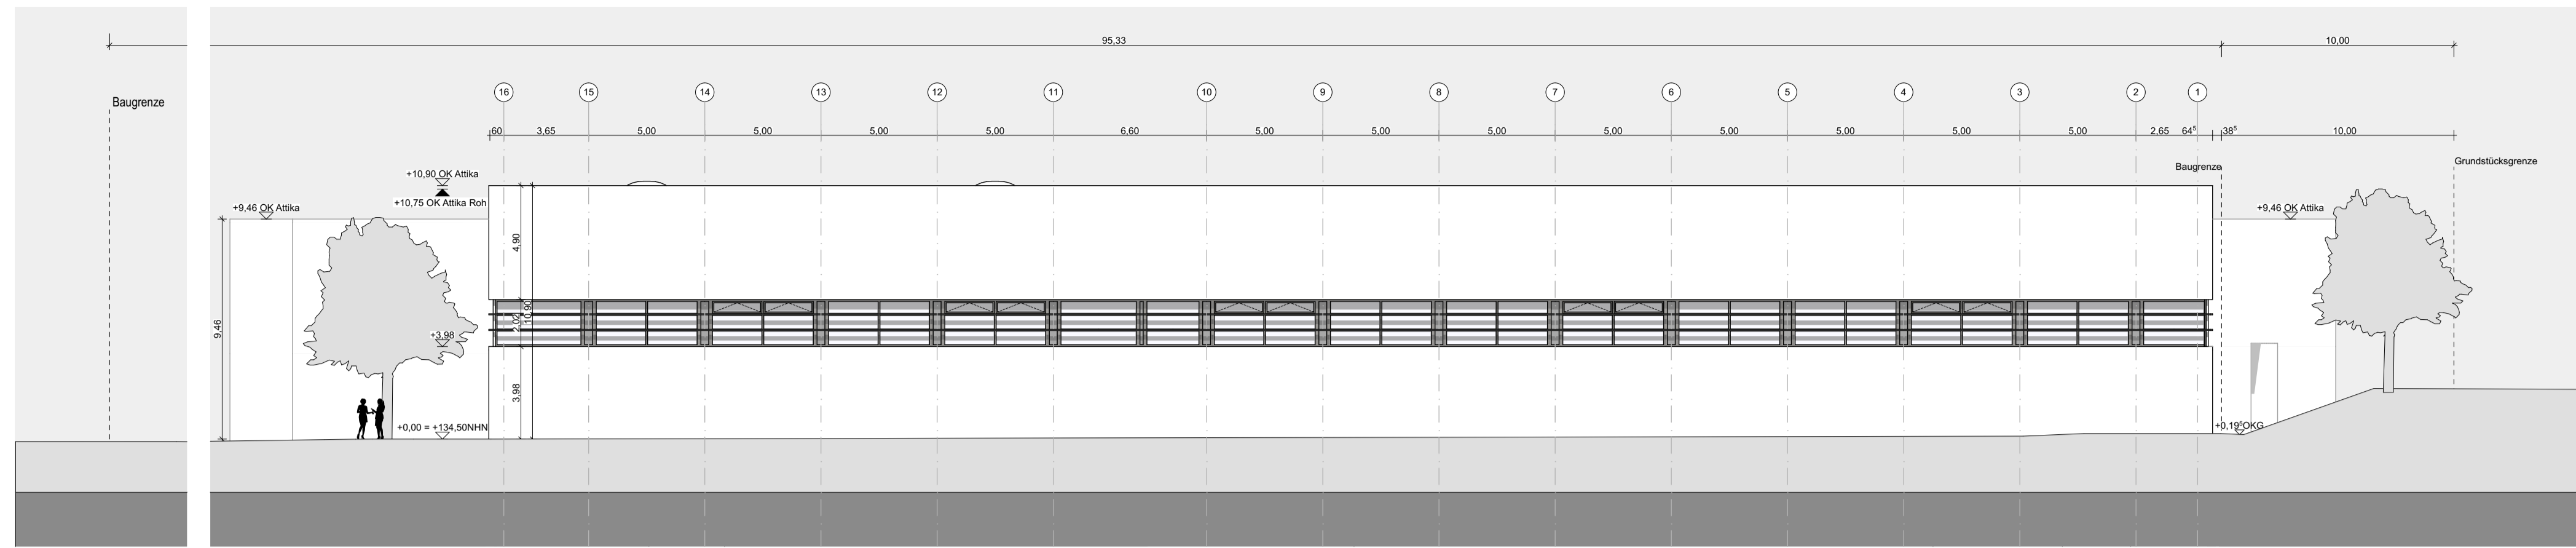 95,33 10,00
16 15 14 13 12 11 10 9 8 7 6 5 4 3 2 1
Baugrenze
60 3,65 5,00 5,00 5,00 5,00 6,60 5,00 5,00 5,00 5,00 5,00 5,00 5,00 5,00 2,65 64⁵ 38⁵ 10,00
Grundstücksgrenze
Baugrenze
+10,90 OK Attika
+10,75 OK Attika Roh
+9,46 OK Attika
+9,46 OK Attika
4,90
10,90
2,02
9,46
+3,98
3,98
+0,00 = +134,50NHN
+0,19⁵OKG